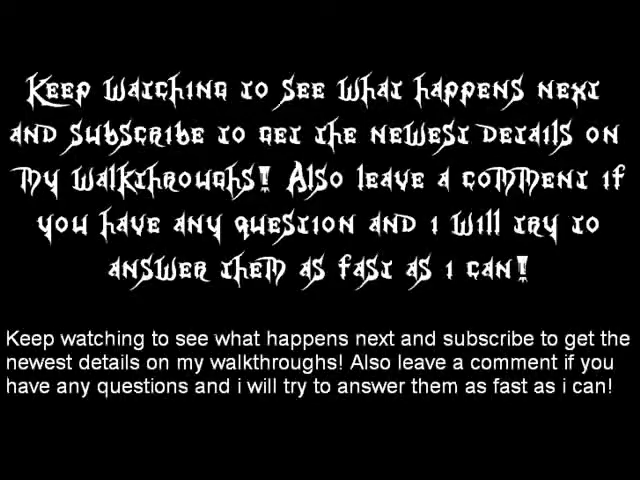 Keep watching to see what happens next
and subscribe to get the newest details on
my walkthroughs! Also leave a comment if
you have any question and i will try to
answer them as fast as i can!
Keep watching to see what happens next and subscribe to get the
newest details on my walkthroughs! Also leave a comment if you
have any questions and i will try to answer them as fast as i can!